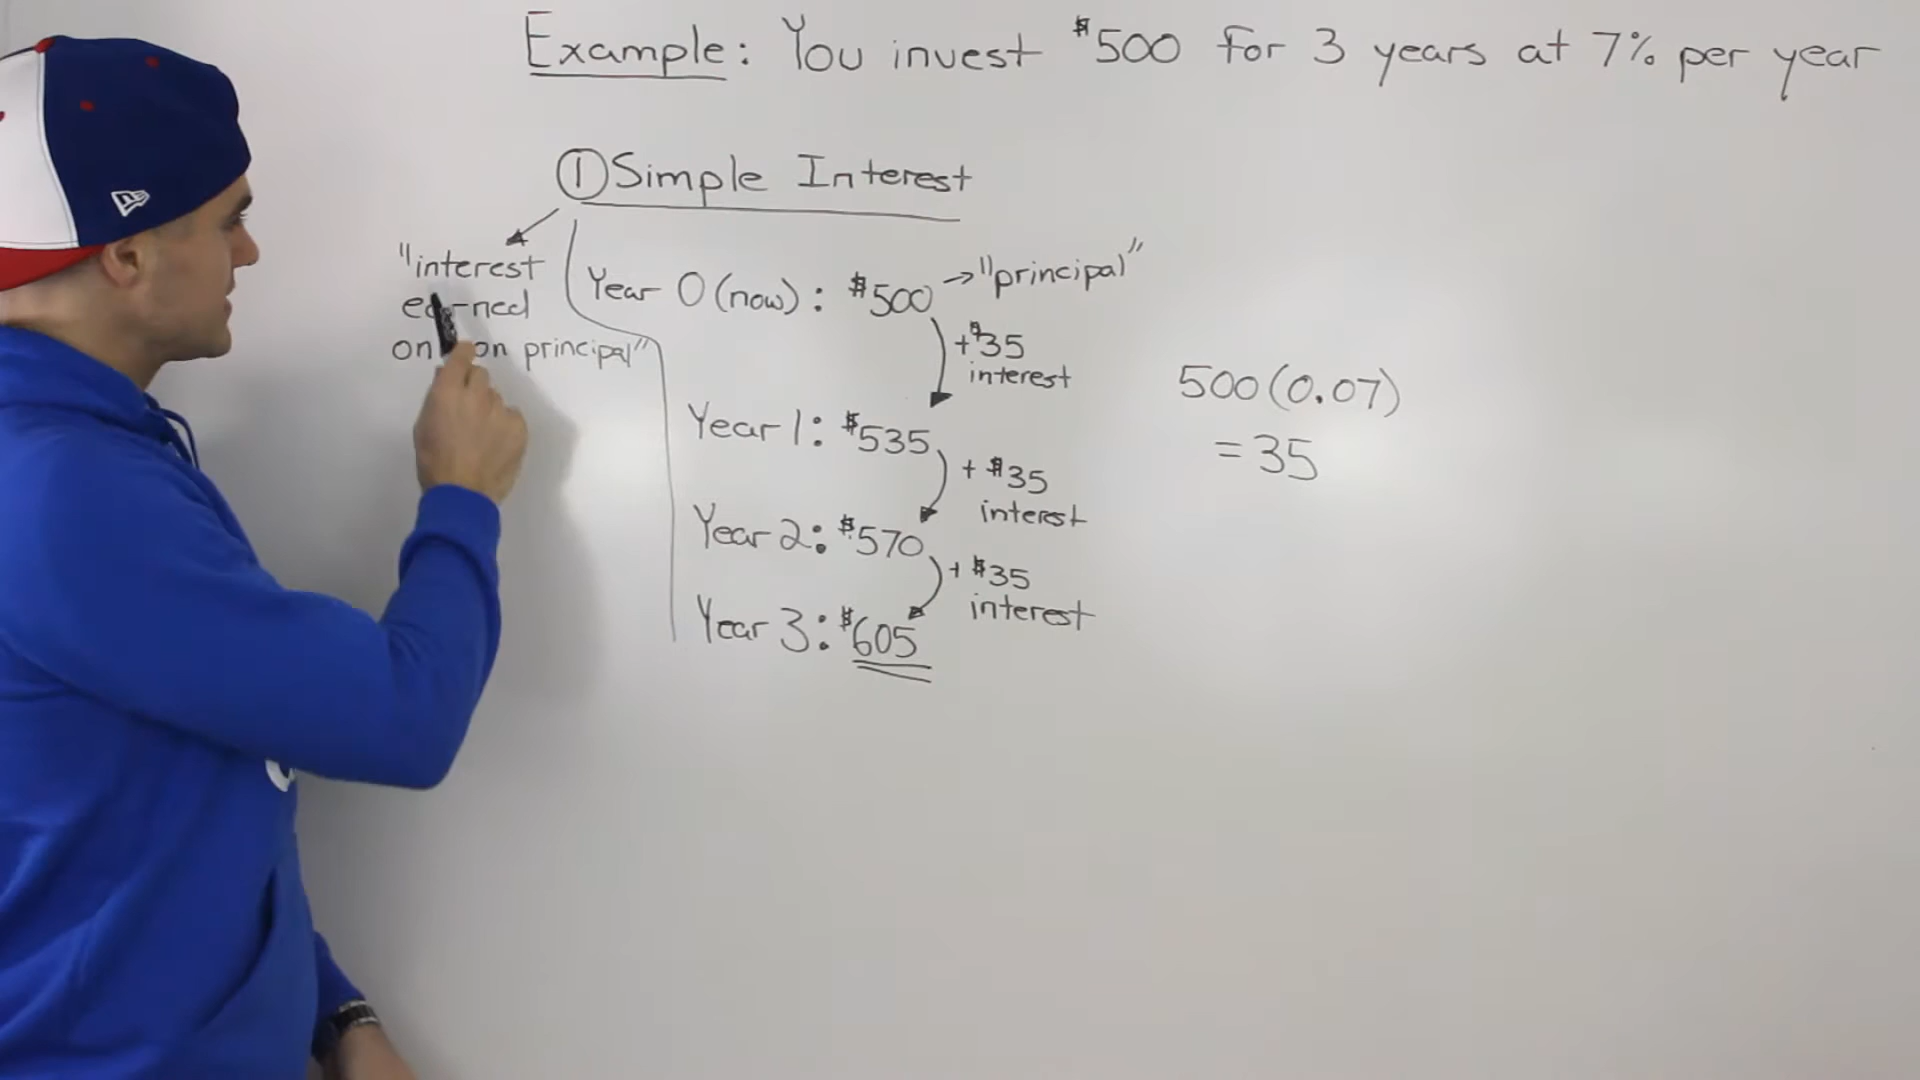 Example: You invest $500 for 3 years at 7% per year
① Simple Interest
"interest
earned
on principal"
Year 0 (now): $500 → "principal"
+$35
interest
500(0.07)
= 35
Year 1: $535
+ $35
interest
Year 2: $570
+ $35
interest
Year 3: $605